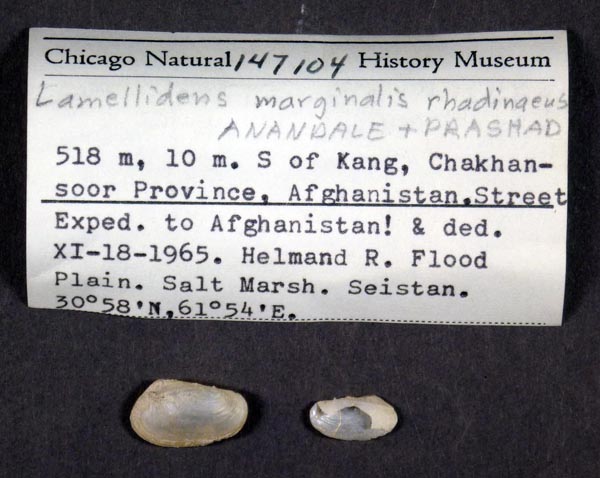 Chicago Natural 147104 History Museum
Lamellidens marginalis rhadinaeus
ANANDALE + PRASHAD
518 m, 10 m. S of Kang, Chakhan-
soor Province, Afghanistan.Street
Exped. to Afghanistan! & ded.
XI-18-1965. Helmand R. Flood
Plain. Salt Marsh. Seistan.
30°58'N,61°54'E.